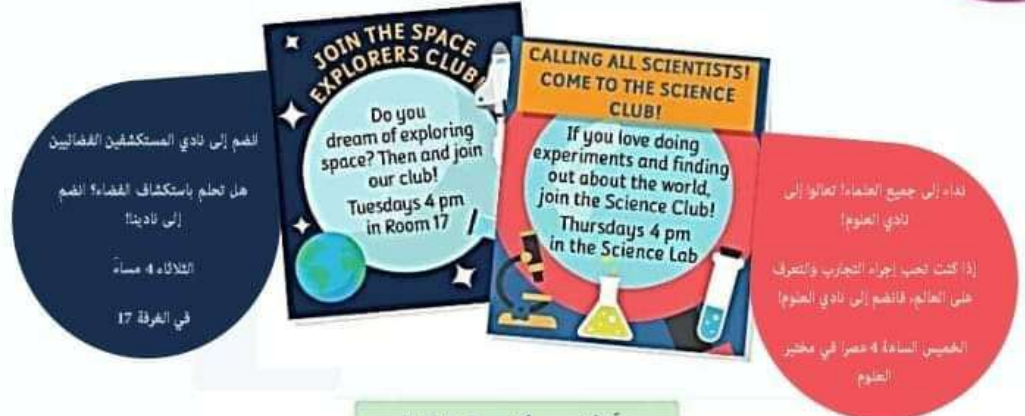 JOIN THE SPACE
EXPLORERS CLUB!
Do you
dream of exploring
space? Then and join
our club!
Tuesdays 4 pm
in Room 17
CALLING ALL SCIENTISTS!
COME TO THE SCIENCE
CLUB!
If you love doing
experiments and finding
out about the world,
join the Science Club!
Thursdays 4 pm
in the Science Lab
انضم إلى نادي المستكشفين الفضائيين
هل تحلم باستكشاف الفضاء؟ انضم
إلى نادينا!
الثلاثاء 4 مساءً
في الغرفة 17
نداء إلى جميع العلماء! تعالوا إلى
نادي العلوم!
إذا كنت تحب إجراء التجارب والتعرف
على العالم، فانضم إلى نادي العلوم!
الخميس الساعة 4 عصرا في مختبر
العلوم